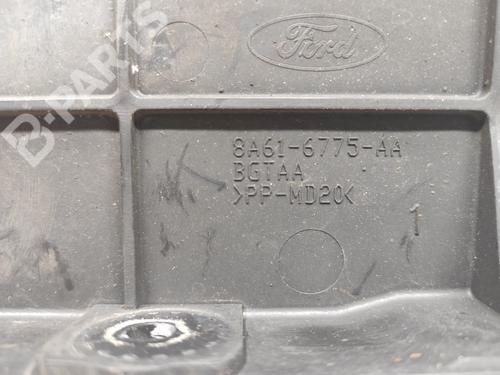 B-PARTS
Ford
8A61-6775-AA
BGTAA
>PP-MD20<
1